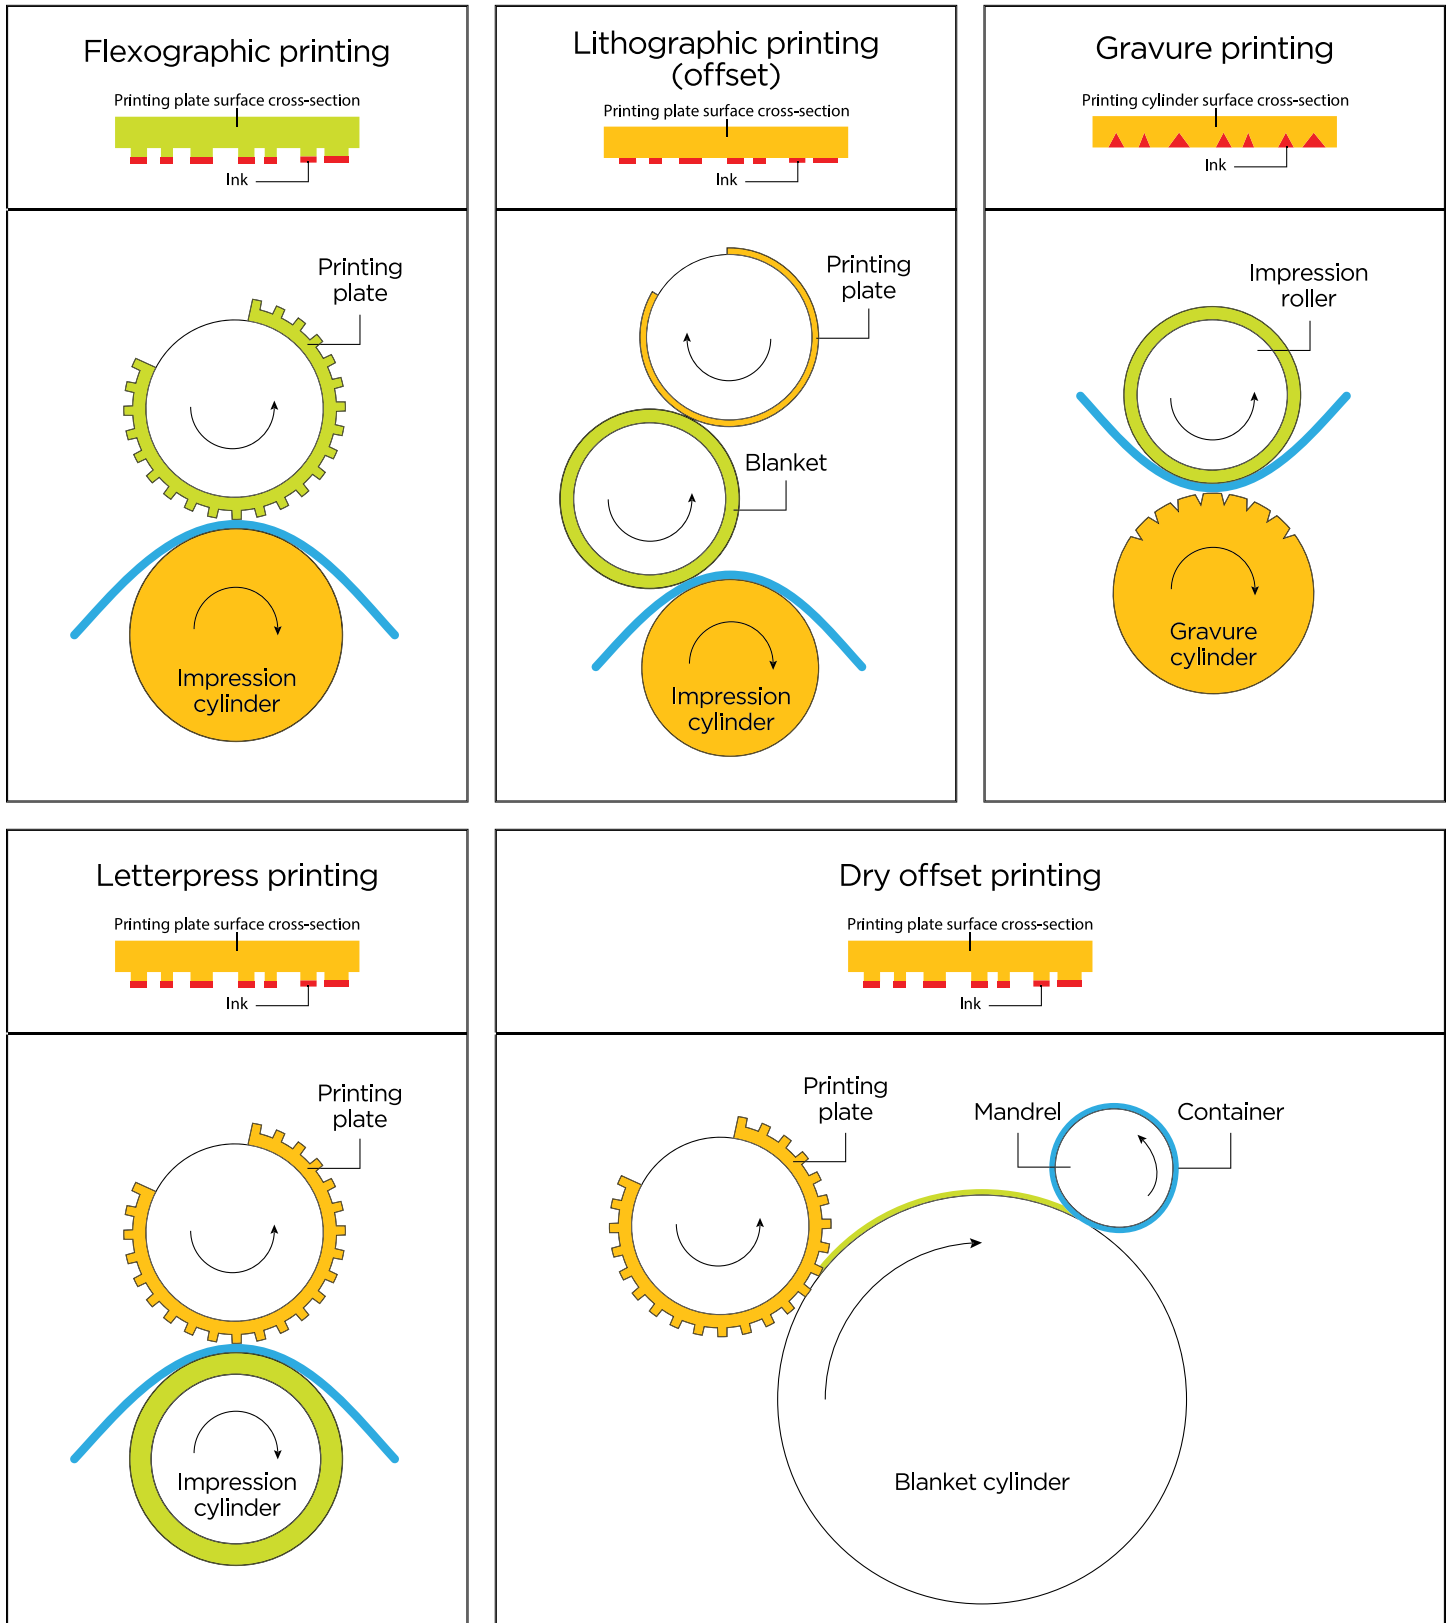 Flexographic printing
Printing plate surface cross-section
Ink
Printing
plate
Impression
cylinder
Lithographic printing
(offset)
Printing plate surface cross-section
Ink
Printing
plate
Blanket
Impression
cylinder
Gravure printing
Printing cylinder surface cross-section
Ink
Impression
roller
Gravure
cylinder
Letterpress printing
Printing plate surface cross-section
Ink
Printing
plate
Impression
cylinder
Dry offset printing
Printing plate surface cross-section
Ink
Printing
plate
Mandrel
Container
Blanket cylinder